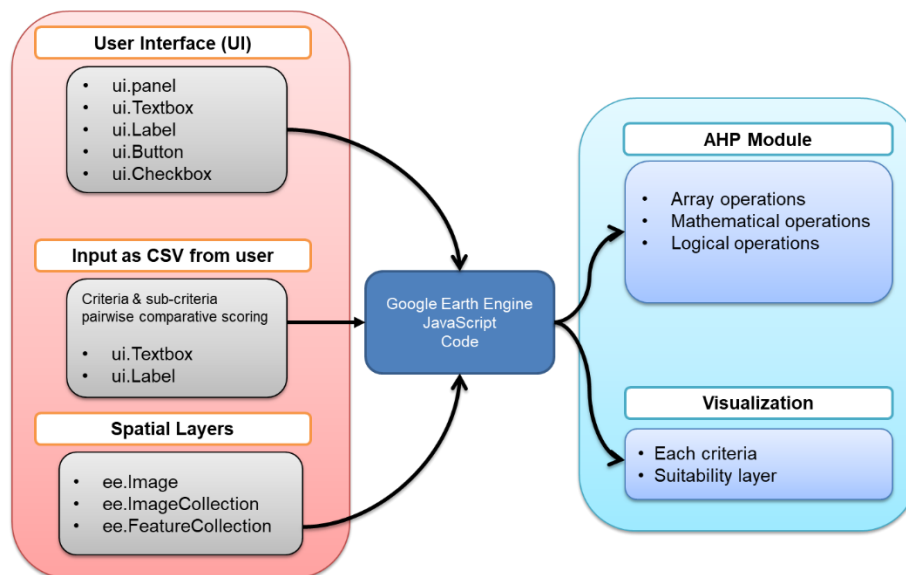 User Interface (UI)
• ui.panel
• ui.Textbox
• ui.Label
• ui.Button
• ui.Checkbox
Input as CSV from user
Criteria & sub-criteria
pairwise comparative scoring
• ui.Textbox
• ui.Label
Spatial Layers
• ee.Image
• ee.ImageCollection
• ee.FeatureCollection
Google Earth Engine
JavaScript
Code
AHP Module
• Array operations
• Mathematical operations
• Logical operations
Visualization
• Each criteria
• Suitability layer